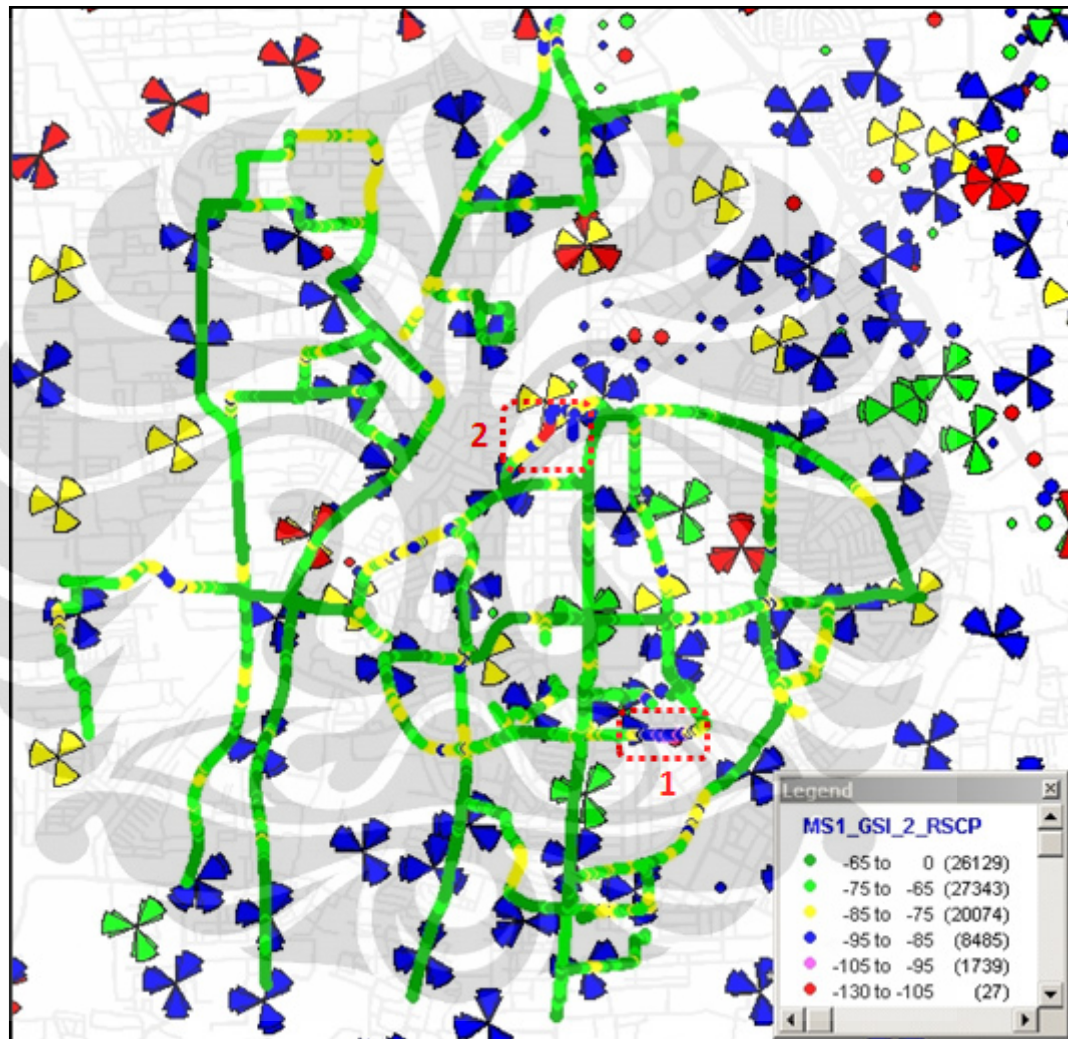 2
1
Legend
MS1_GSI_2_RSCP
-65 to 0 (26129)
-75 to -65 (27343)
-85 to -75 (20074)
-95 to -85 (8485)
-105 to -95 (1739)
-130 to -105 (27)